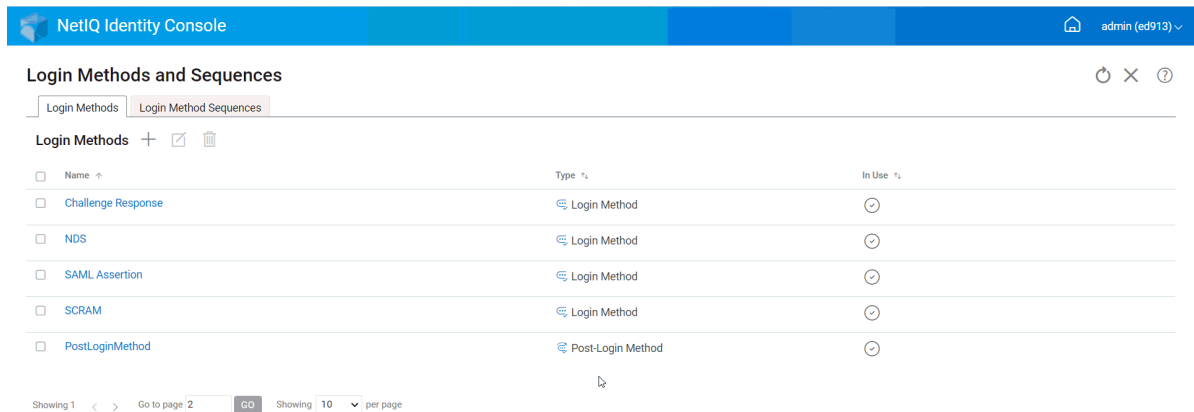 NetIQ Identity Console
admin (ed913)
Login Methods and Sequences
Login Methods
Login Method Sequences
Login Methods
Name Type In Use
Challenge Response Login Method
NDS Login Method
SAML Assertion Login Method
SCRAM Login Method
PostLoginMethod Post-Login Method
Showing 1 Go to page 2 GO Showing 10 per page